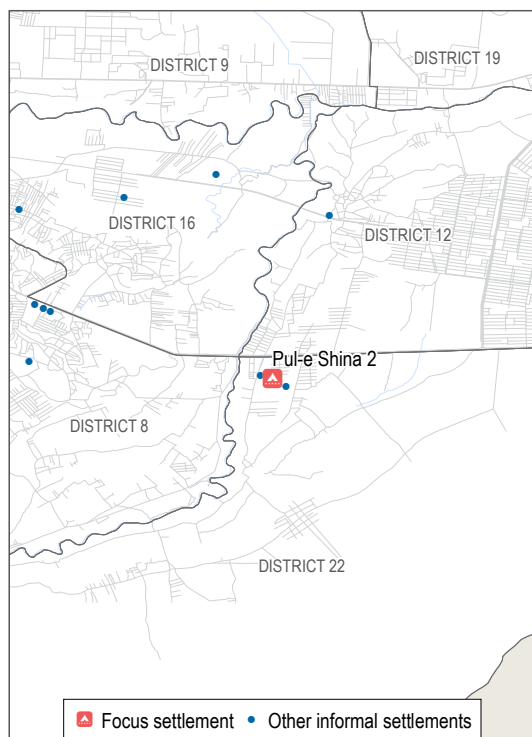 DISTRICT 19
DISTRICT 9
DISTRICT 16
DISTRICT 12
Pul-e Shina 2
DISTRICT 8
DISTRICT 22
Focus settlement
Other informal settlements